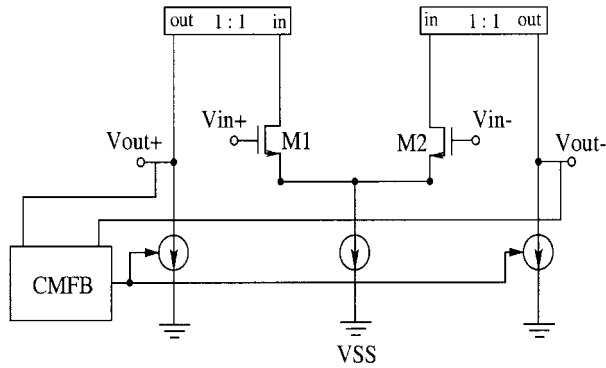 out 1 : 1 in
in 1 : 1 out
Vin+
M1
M2
Vin-
Vout+
Vout-
CMFB
VSS